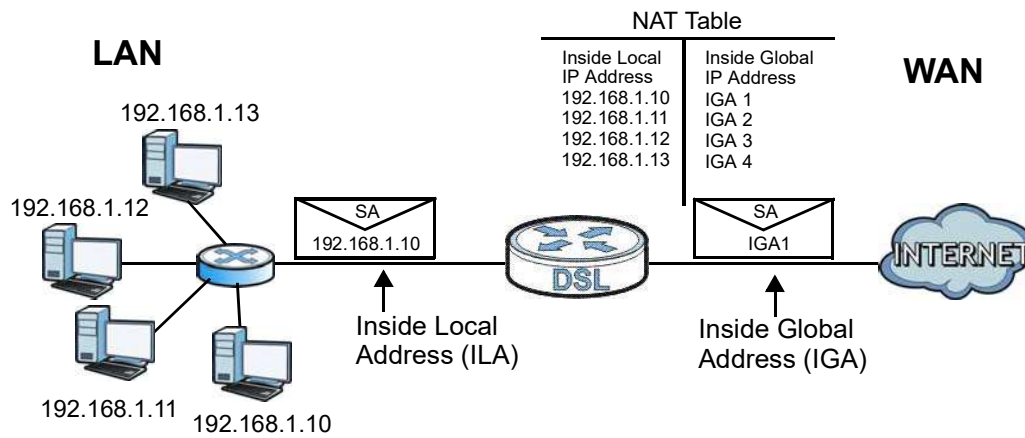 NAT Table
LAN
WAN
Inside Local
IP Address
192.168.1.10
192.168.1.11
192.168.1.12
192.168.1.13
Inside Global
IP Address
IGA 1
IGA 2
IGA 3
IGA 4
192.168.1.13
192.168.1.12
192.168.1.11
192.168.1.10
SA
192.168.1.10
Inside Local
Address (ILA)
DSL
SA
IGA1
Inside Global
Address (IGA)
INTERNET